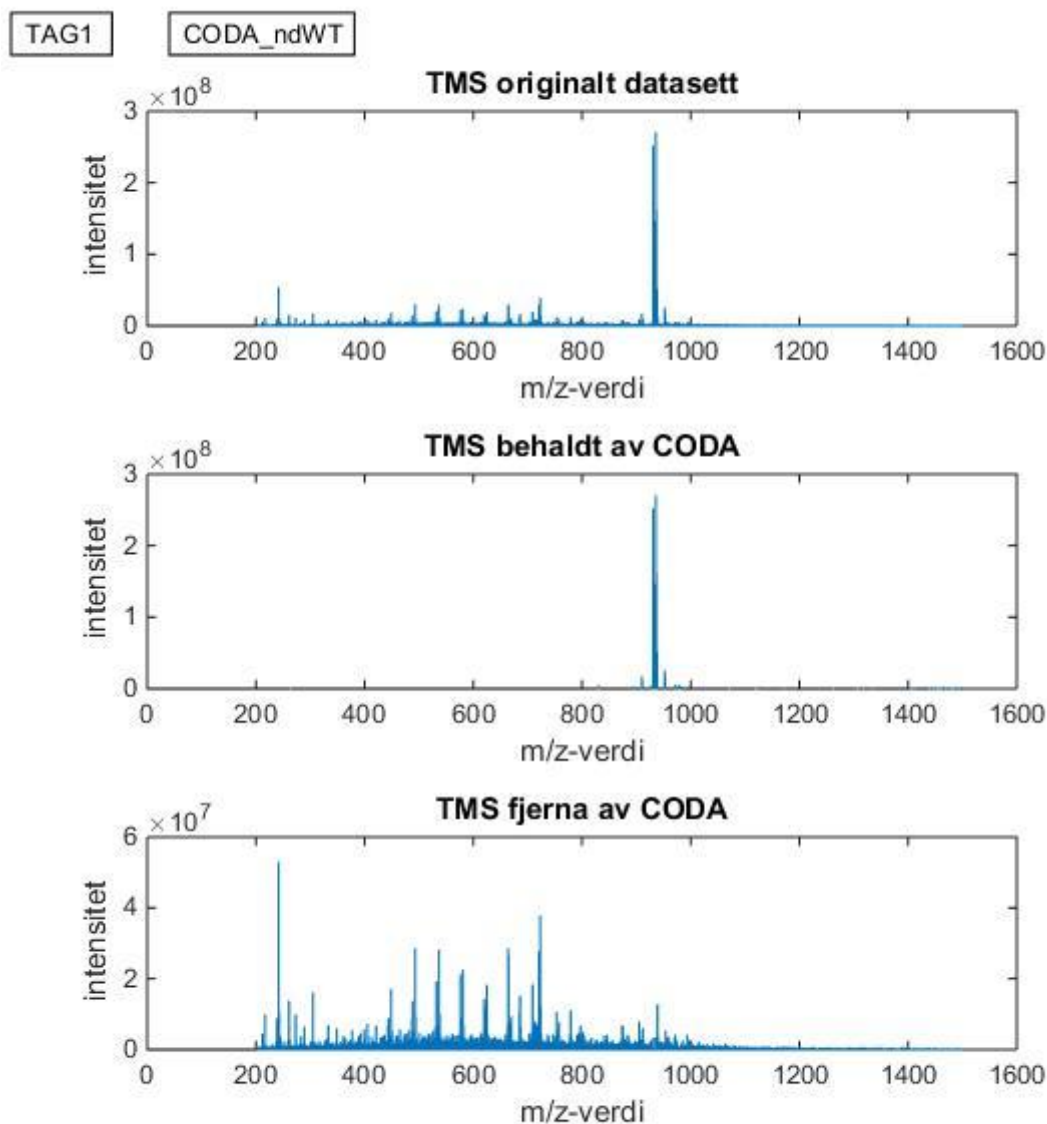 TAG1 CODA_ndWT
TMS originalt datasett
×10^8
3
2
1
0
intensitet
0 200 400 600 800 1000 1200 1400 1600
m/z-verdi
TMS behaldt av CODA
×10^8
3
2
1
0
intensitet
0 200 400 600 800 1000 1200 1400 1600
m/z-verdi
TMS fjerna av CODA
×10^7
6
4
2
0
intensitet
0 200 400 600 800 1000 1200 1400 1600
m/z-verdi